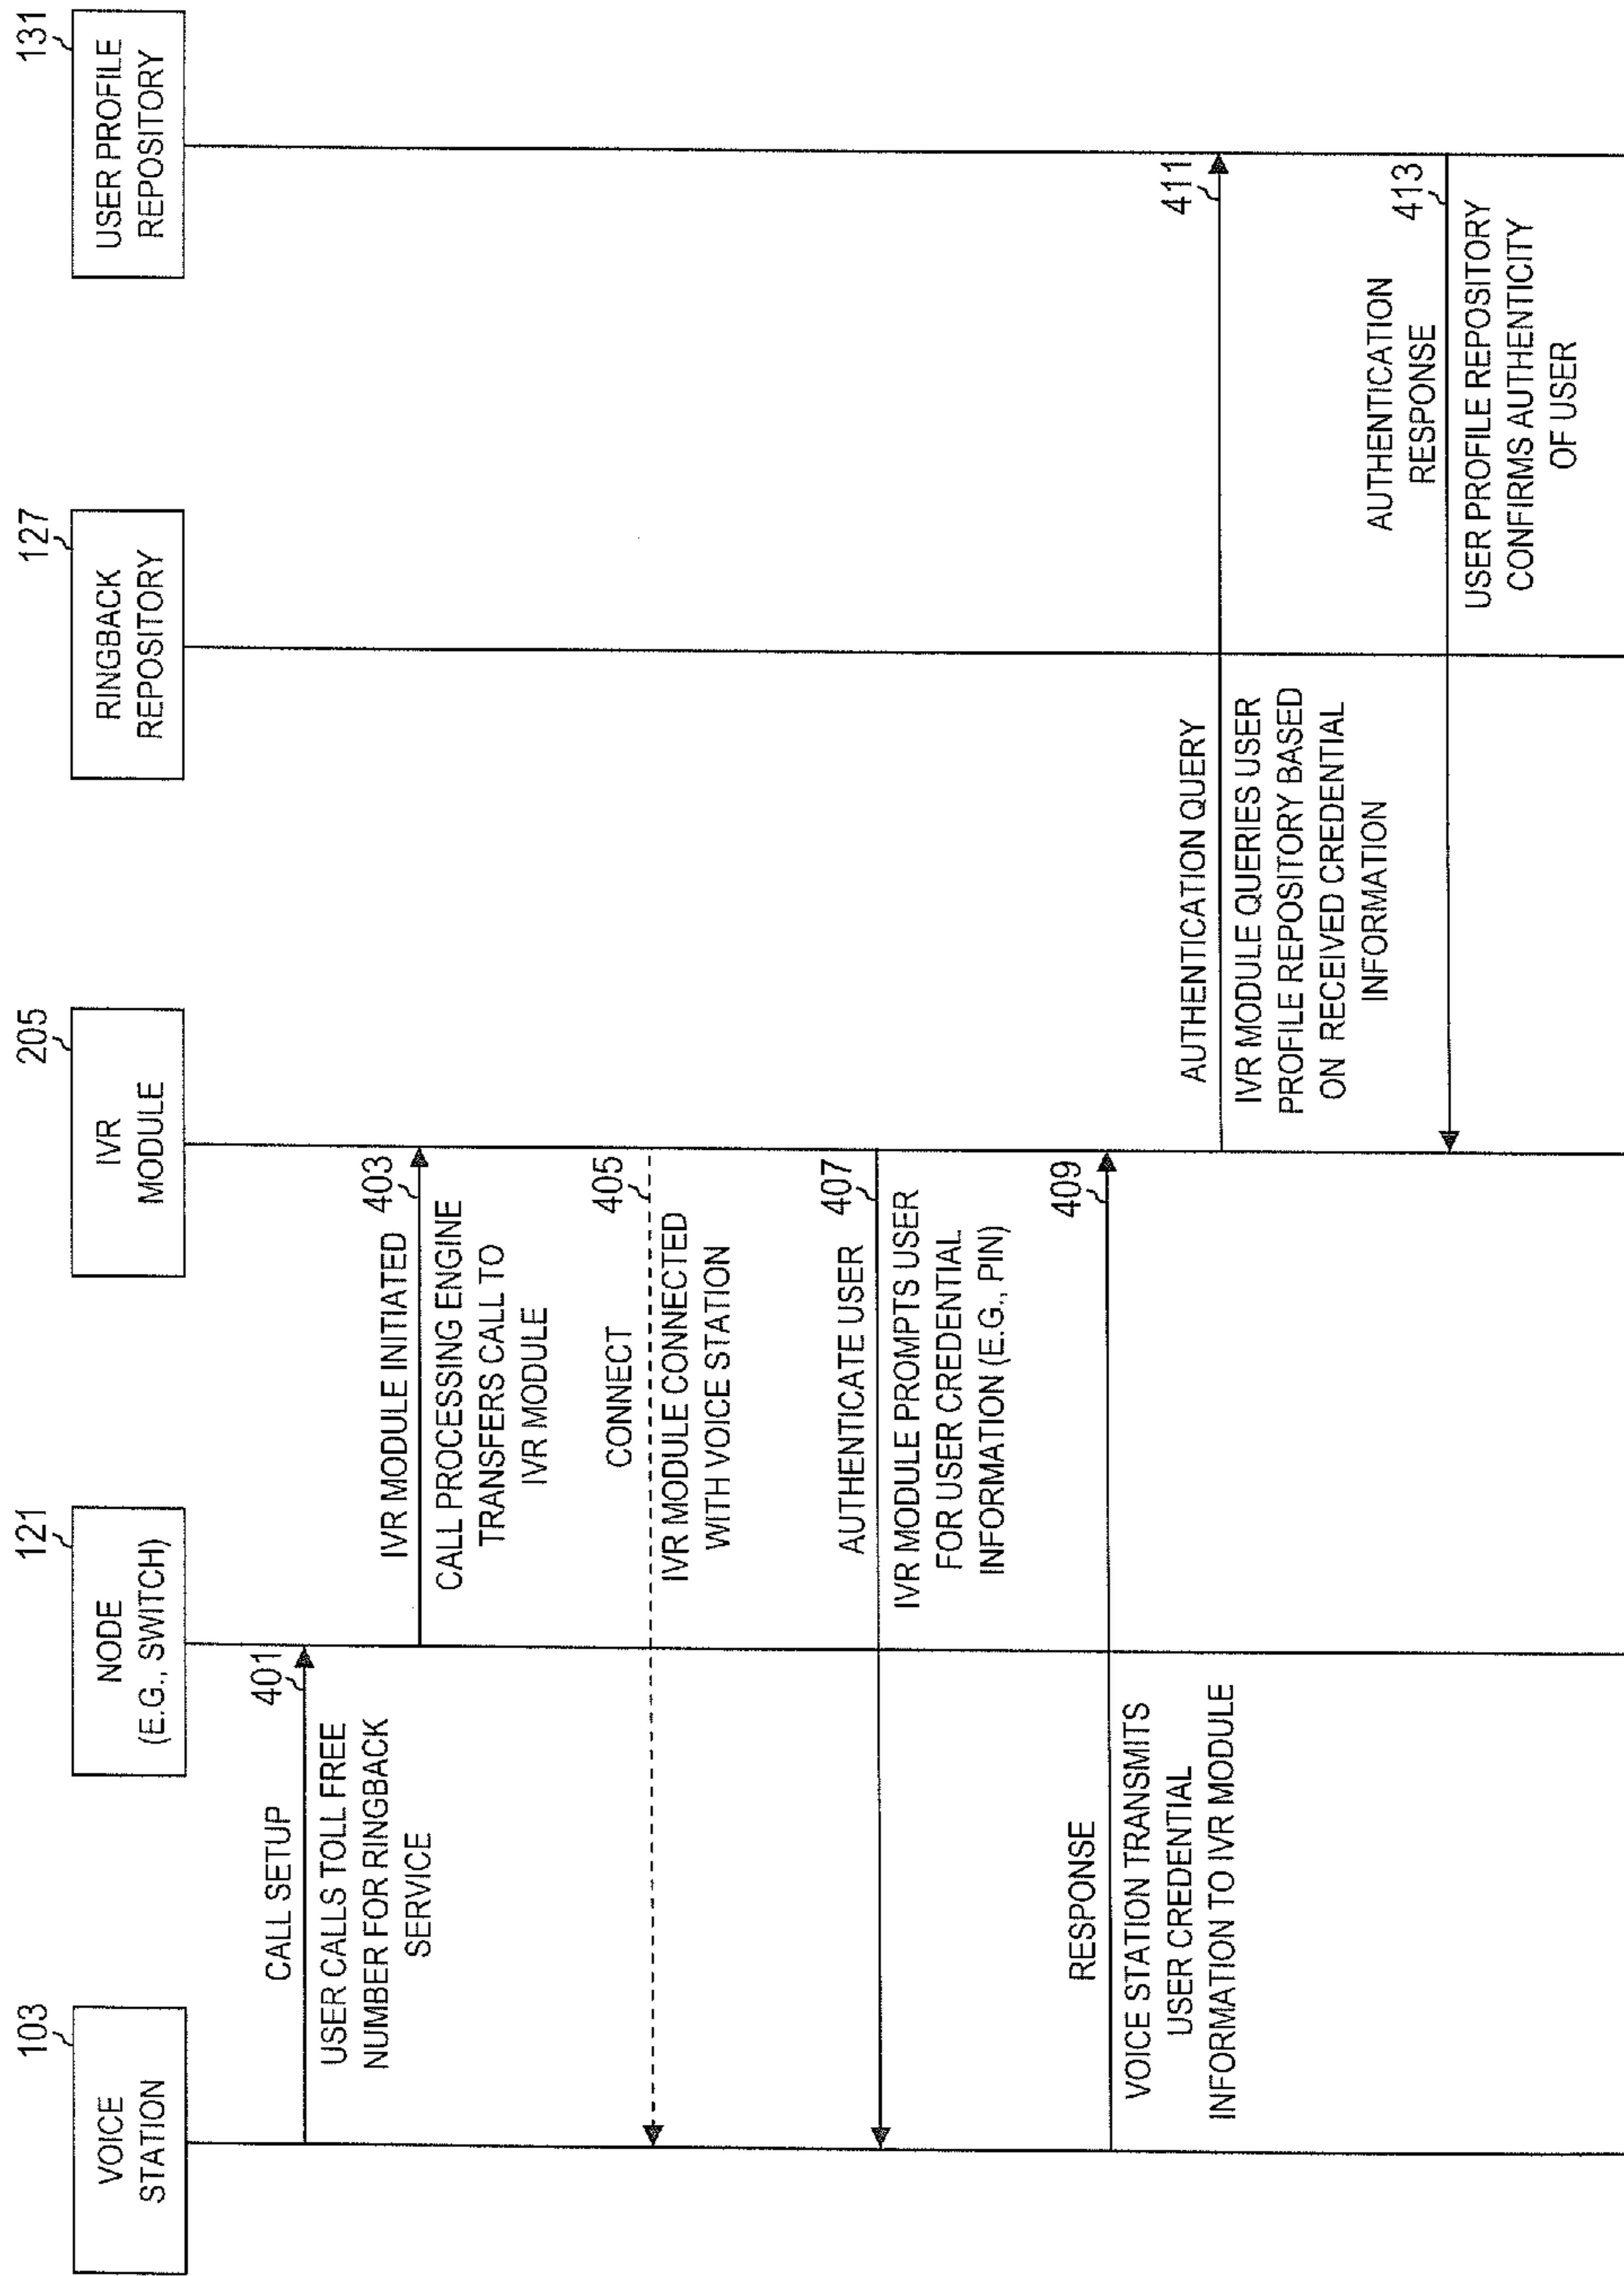 103
VOICE
STATION
121
NODE
(E.G., SWITCH)
205
IVR
MODULE
127
RINGBACK
REPOSITORY
131
USER PROFILE
REPOSITORY
CALL SETUP
401
USER CALLS TOLL FREE
NUMBER FOR RINGBACK
SERVICE
IVR MODULE INITIATED
403
CALL PROCESSING ENGINE
TRANSFERS CALL TO
IVR MODULE
CONNECT
405
IVR MODULE CONNECTED
WITH VOICE STATION
AUTHENTICATE USER
407
IVR MODULE PROMPTS USER
FOR USER CREDENTIAL
INFORMATION (E.G., PIN)
RESPONSE
409
VOICE STATION TRANSMITS
USER CREDENTIAL
INFORMATION TO IVR MODULE
AUTHENTICATION QUERY
411
IVR MODULE QUERIES USER
PROFILE REPOSITORY BASED
ON RECEIVED CREDENTIAL
INFORMATION
AUTHENTICATION
RESPONSE
413
USER PROFILE REPOSITORY
CONFIRMS AUTHENTICITY
OF USER